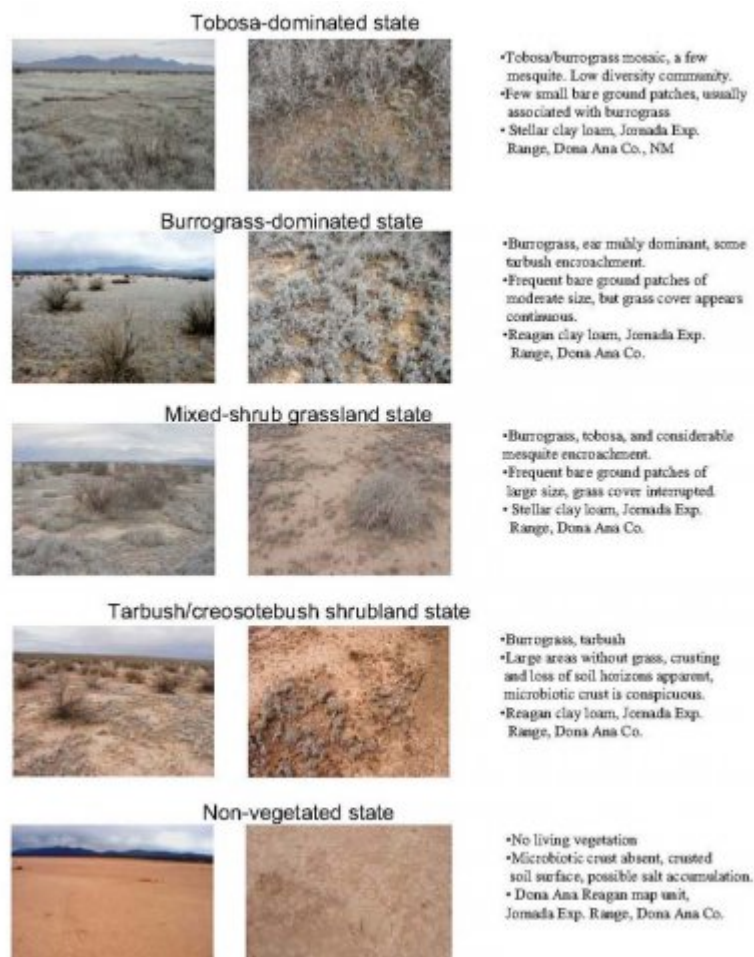 Tobosa-dominated state
•Tobosa/burrograss mosaic, a few
mesquite. Low diversity community.
•Few small bare ground patches, usually
associated with burrograss
• Stellar clay loam, Jornada Exp.
Range, Dona Ana Co., NM
Burrograss-dominated state
•Burrograss, ear muhly dominant, some
tarbush encroachment.
•Frequent bare ground patches of
moderate size, but grass cover appears
continuous.
•Reagan clay loam, Jornada Exp.
Range, Dona Ana Co.
Mixed-shrub grassland state
•Burrograss, tobosa, and considerable
mesquite encroachment.
•Frequent bare ground patches of
large size, grass cover interrupted.
• Stellar clay loam, Jornada Exp.
Range, Dona Ana Co.
Tarbush/creosotebush shrubland state
•Burrograss, tarbush
•Large areas without grass, crusting
and loss of soil horizons apparent,
microbiotic crust is conspicuous.
•Reagan clay loam, Jornada Exp.
Range, Dona Ana Co.
Non-vegetated state
•No living vegetation
•Microbiotic crust absent, crusted
soil surface, possible salt accumulation.
• Dona Ana Reagan map unit,
Jornada Exp. Range, Dona Ana Co.